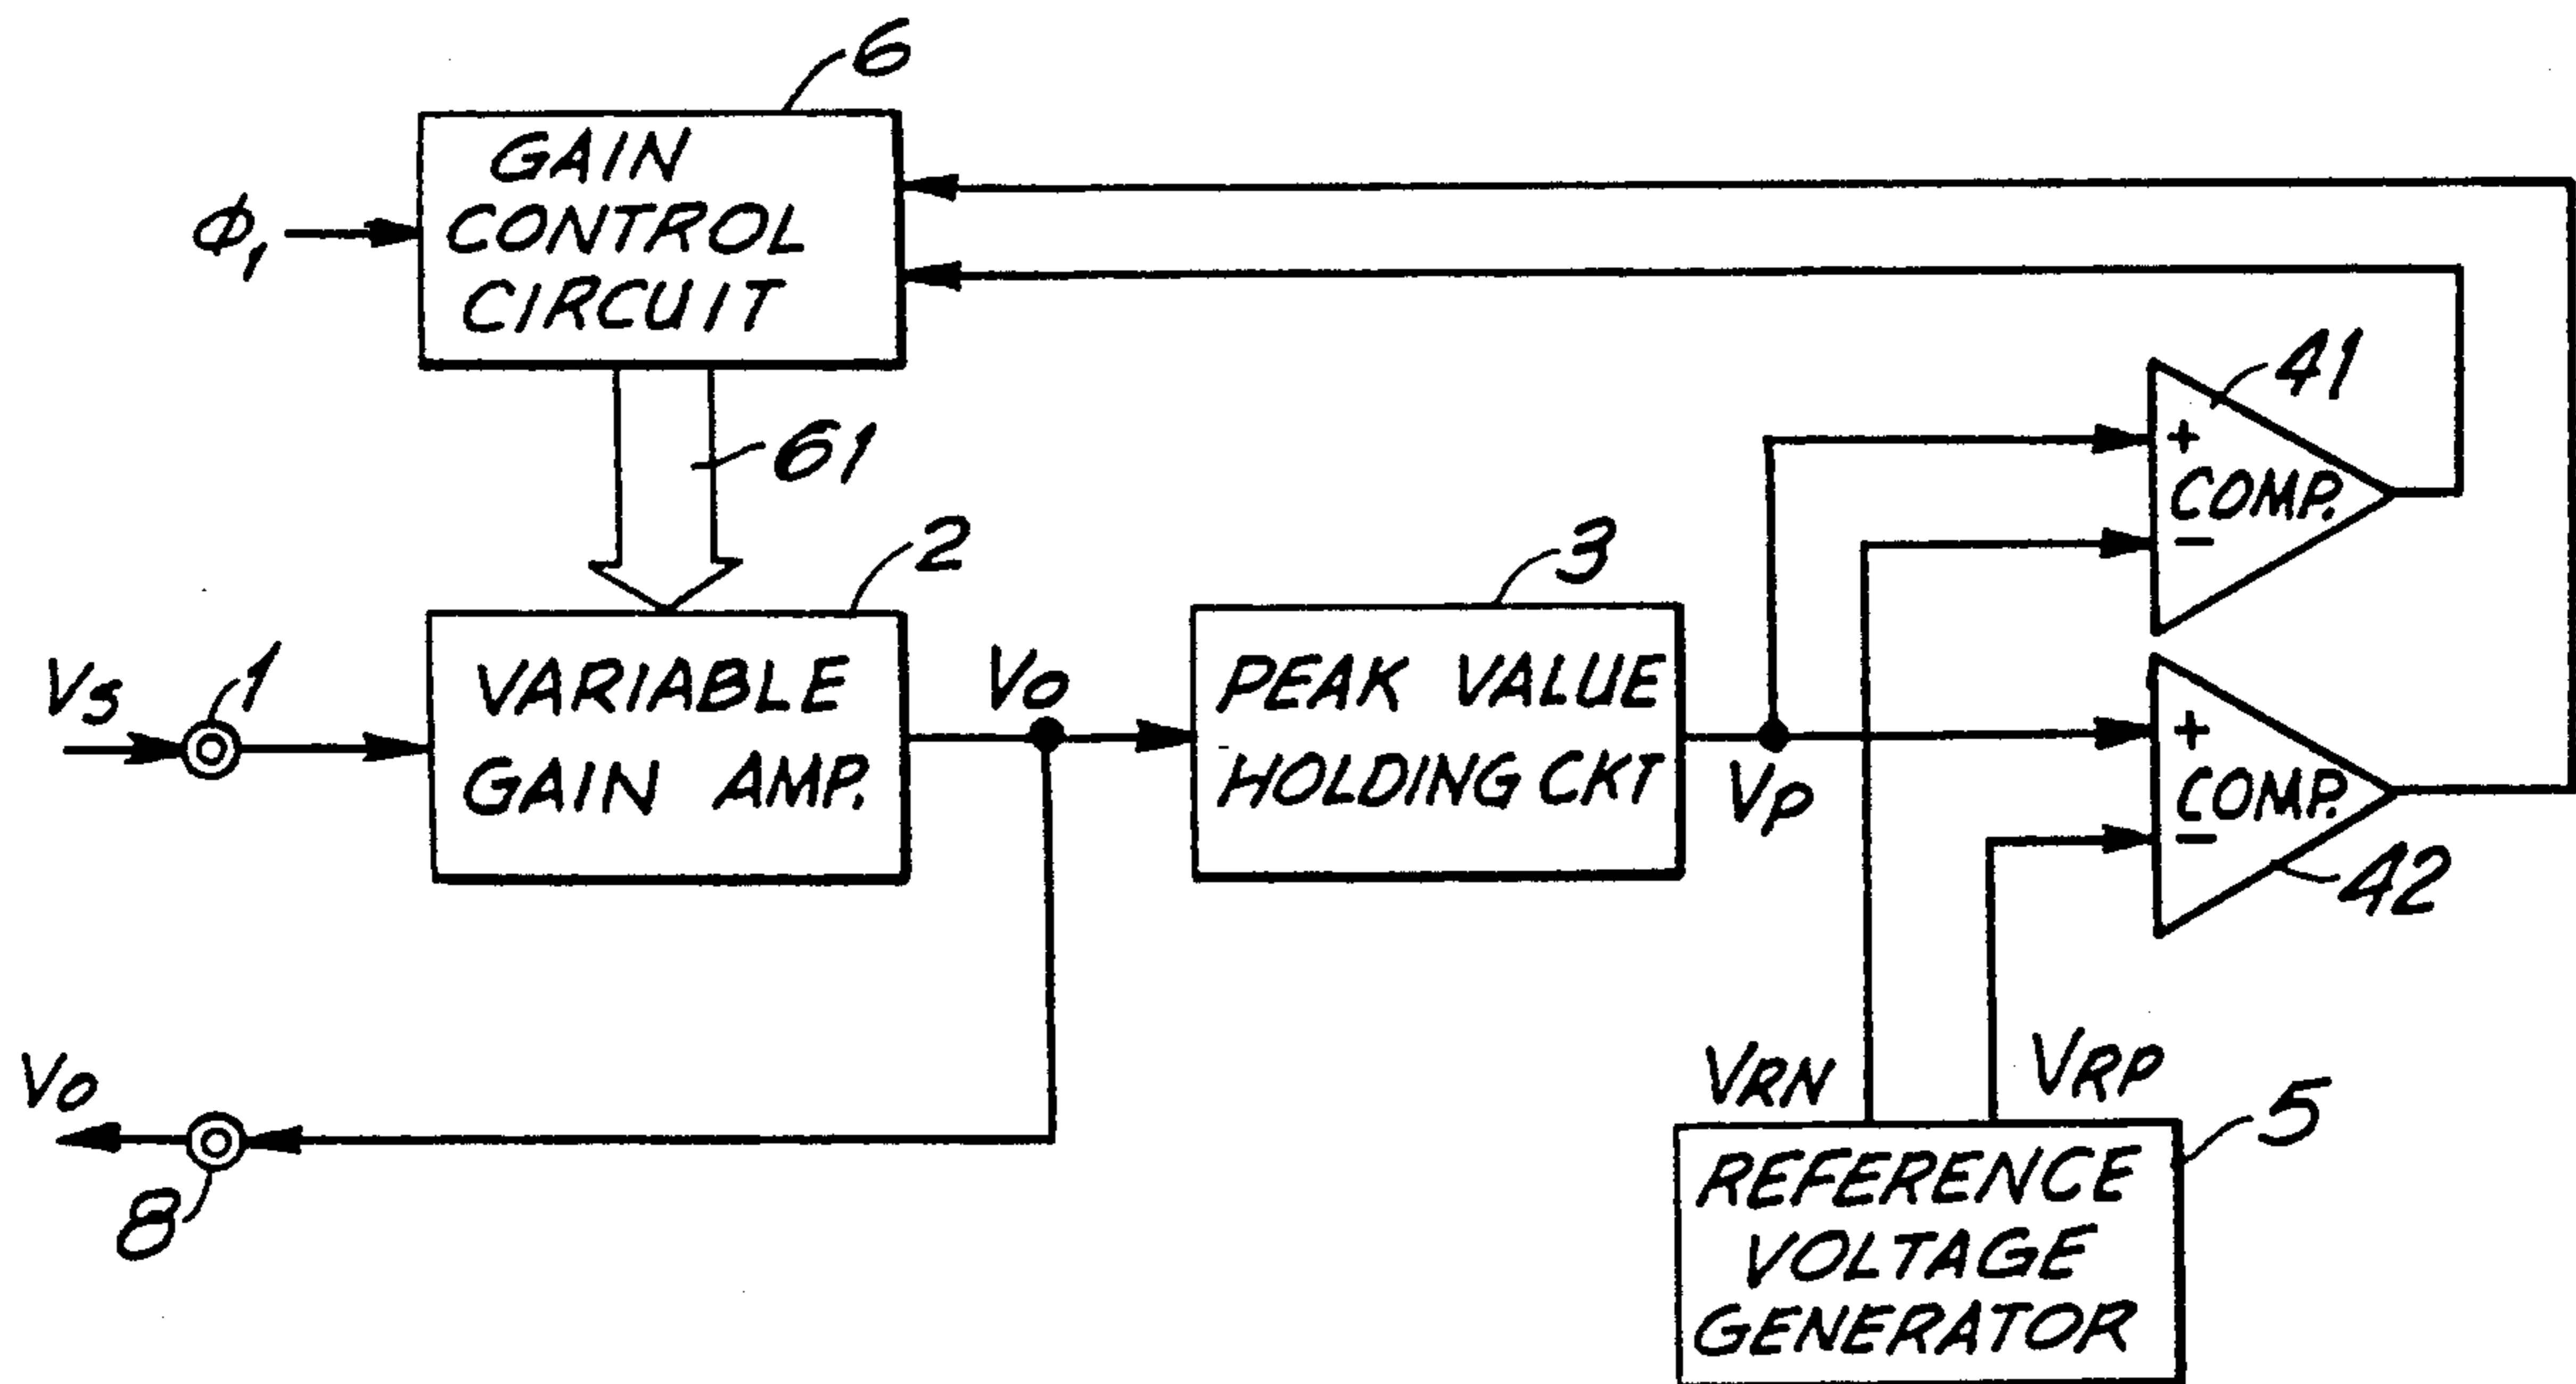 6
GAIN
CONTROL
CIRCUIT
ϕ1
61
41
+
COMP.
−
2
3
1
Vs
VARIABLE
GAIN AMP.
Vo
PEAK VALUE
HOLDING CKT
VP
+
COMP.
−
42
Vo
8
VRN
VRP
5
REFERENCE
VOLTAGE
GENERATOR